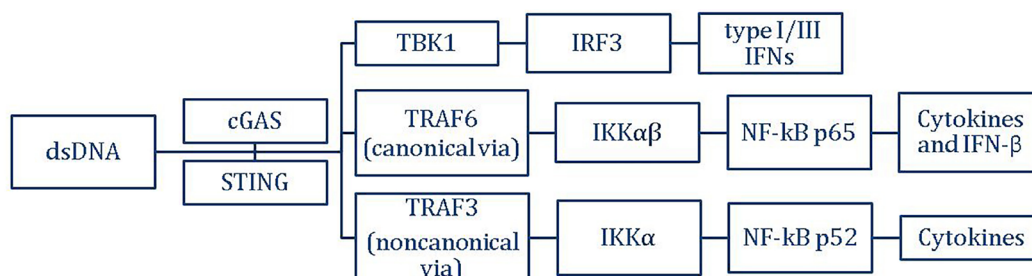 dsDNA
cGAS
STING
TBK1
IRF3
type I/III
IFNs
TRAF6
(canonical via)
IKKαβ
NF-kB p65
Cytokines
and IFN-β
TRAF3
(noncanonical
via)
IKKα
NF-kB p52
Cytokines